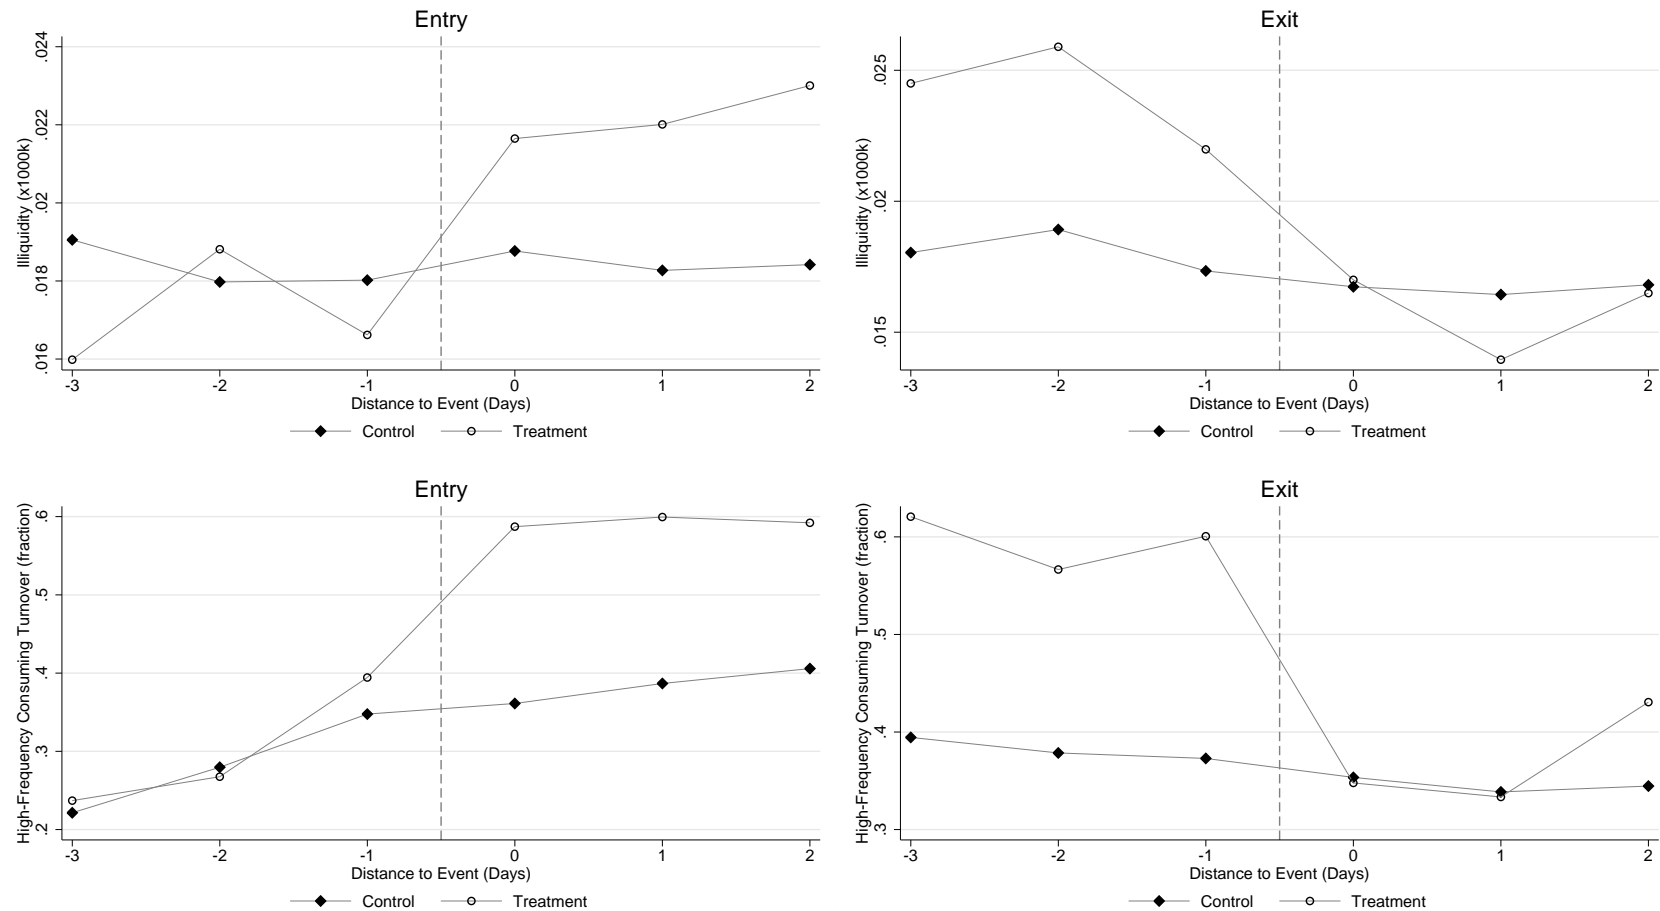 Entry
Illiquidity (x1000k)
.024
.022
.02
.018
.016
-3 -2 -1 0 1 2
Distance to Event (Days)
Control Treatment
Exit
Illiquidity (x1000k)
.025
.02
.015
-3 -2 -1 0 1 2
Distance to Event (Days)
Control Treatment
Entry
High-Frequency Consuming Turnover (fraction)
.6
.5
.4
.3
.2
-3 -2 -1 0 1 2
Distance to Event (Days)
Control Treatment
Exit
High-Frequency Consuming Turnover (fraction)
.6
.5
.4
.3
-3 -2 -1 0 1 2
Distance to Event (Days)
Control Treatment